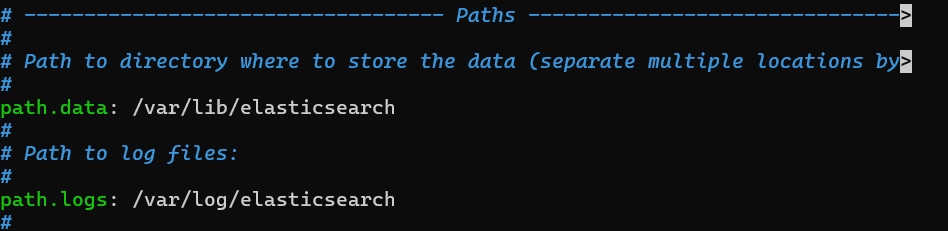 # ----------------------------------- Paths -------------------------------->
#
# Path to directory where to store the data (separate multiple locations by>
#
path.data: /var/lib/elasticsearch
#
# Path to log files:
#
path.logs: /var/log/elasticsearch
#